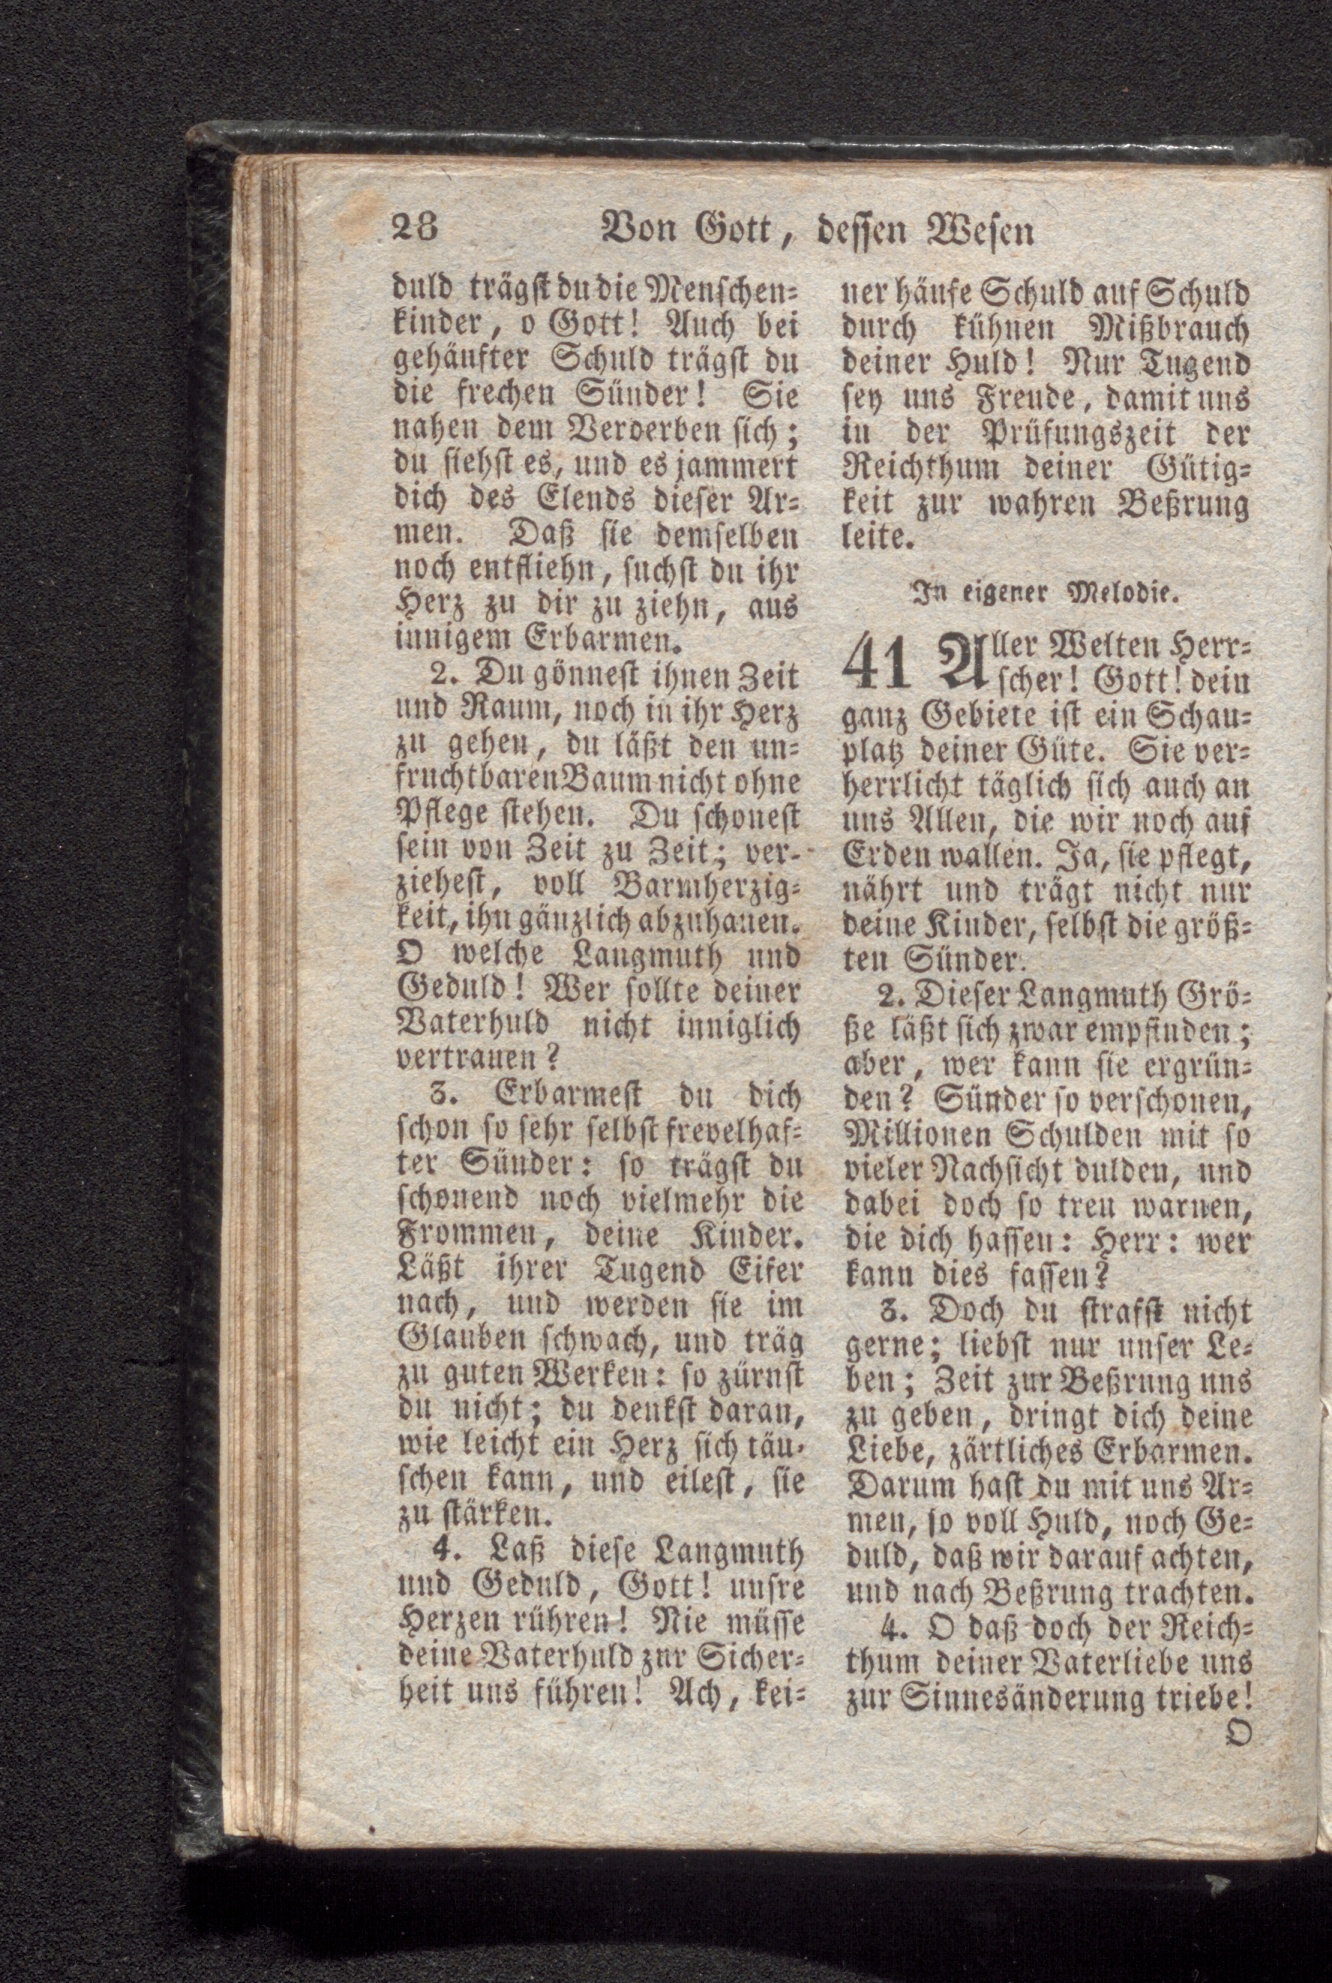 28 Von Gott, dessen Wesen
duld trägst du die Menschen-
kinder, o Gott! Auch bei
gehäufter Schuld trägst du
die frechen Sünder! Sie
nahen dem Verderben sich;
du siehst es, und es jammert
dich des Elends dieser Ar-
men. Daß sie demselben
noch entfliehn, suchst du ihr
Herz zu dir zu ziehn, aus
innigem Erbarmen.
2. Du gönnest ihnen Zeit
und Raum, noch in ihr Herz
zu gehen, du läßt den un-
fruchtbaren Baum nicht ohne
Pflege stehen. Du schonest
sein von Zeit zu Zeit; ver-
ziehest, voll Barmherzig-
keit, ihn gänzlich abzuhauen.
O welche Langmuth und
Geduld! Wer sollte deiner
Vaterhuld nicht inniglich
vertrauen?
3. Erbarmest du dich
schon so sehr selbst frevelhaf-
ter Sünder: so trägst du
schonend noch vielmehr die
Frommen, deine Kinder.
Läßt ihrer Tugend Eifer
nach, und werden sie im
Glauben schwach, und träg
zu guten Werken: so zürnst
du nicht; du denkst daran,
wie leicht ein Herz sich täu-
schen kann, und eilest, sie
zu stärken.
4. Laß diese Langmuth
und Geduld, Gott! unsre
Herzen rühren! Nie müsse
deine Vaterhuld zur Sicher-
heit uns führen! Ach, kei-
ner häufe Schuld auf Schuld
durch kühnen Mißbrauch
deiner Huld! Nur Tugend
sey uns Freude, damit uns
in der Prüfungszeit der
Reichthum deiner Gütig-
keit zur wahren Beßrung
leite.
In eigener Melodie.
41 Aller Welten Herr-
scher! Gott! dein
ganz Gebiete ist ein Schau-
platz deiner Güte. Sie ver-
herrlicht täglich sich auch an
uns Allen, die wir noch auf
Erden wallen. Ja, sie pflegt,
nährt und trägt nicht nur
deine Kinder, selbst die größ-
ten Sünder.
2. Dieser Langmuth Grö-
ße läßt sich zwar empfinden;
aber, wer kann sie ergrün-
den? Sünder so verschonen,
Millionen Schulden mit so
vieler Nachsicht dulden, und
dabei doch so treu warnen,
die dich hassen: Herr: wer
kann dies fassen?
3. Doch du strafst nicht
gerne; liebst nur unser Le-
ben; Zeit zur Beßrung uns
zu geben, dringt dich deine
Liebe, zärtliches Erbarmen.
Darum hast du mit uns Ar-
men, so voll Huld, noch Ge-
duld, daß wir darauf achten,
und nach Beßrung trachten.
4. O daß doch der Reich-
thum deiner Vaterliebe uns
zur Sinnesänderung triebe!
O